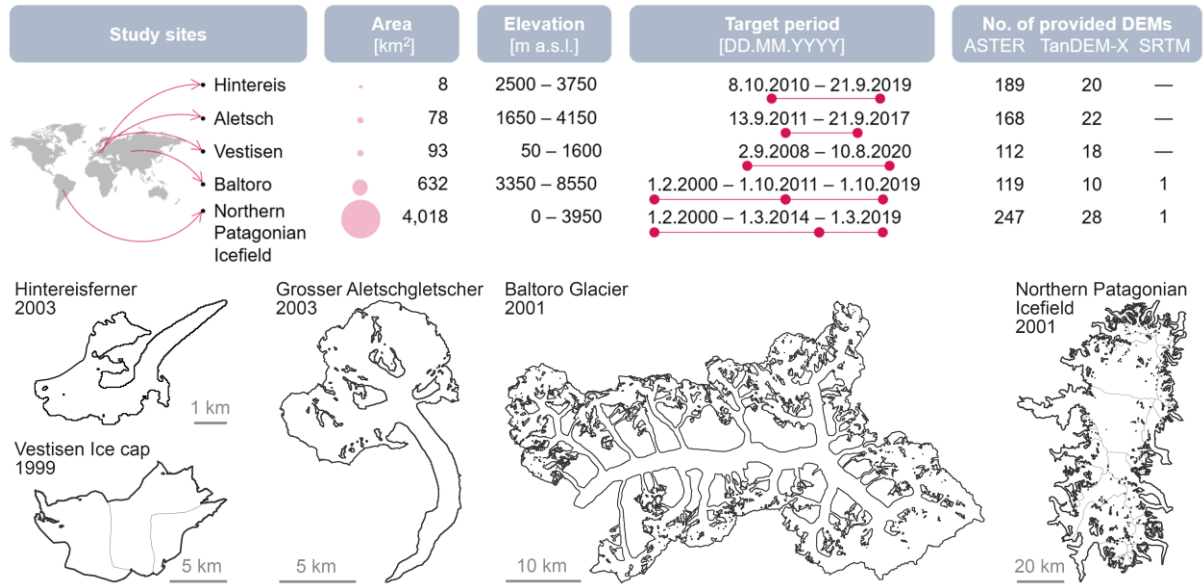 Study sites
Area
[km²]
Elevation
[m a.s.l.]
Target period
[DD.MM.YYYY]
No. of provided DEMs
ASTER TanDEM-X SRTM
Hintereis 8 2500 – 3750 8.10.2010 – 21.9.2019 189 20 —
Aletsch 78 1650 – 4150 13.9.2011 – 21.9.2017 168 22 —
Vestisen 93 50 – 1600 2.9.2008 – 10.8.2020 112 18 —
Baltoro 632 3350 – 8550 1.2.2000 – 1.10.2011 – 1.10.2019 119 10 1
Northern 4,018 0 – 3950 1.2.2000 – 1.3.2014 – 1.3.2019 247 28 1
Patagonian
Icefield
Hintereisferner
2003
1 km
Vestisen Ice cap
1999
5 km
Grosser Aletschgletscher
2003
5 km
Baltoro Glacier
2001
10 km
Northern Patagonian
Icefield
2001
20 km